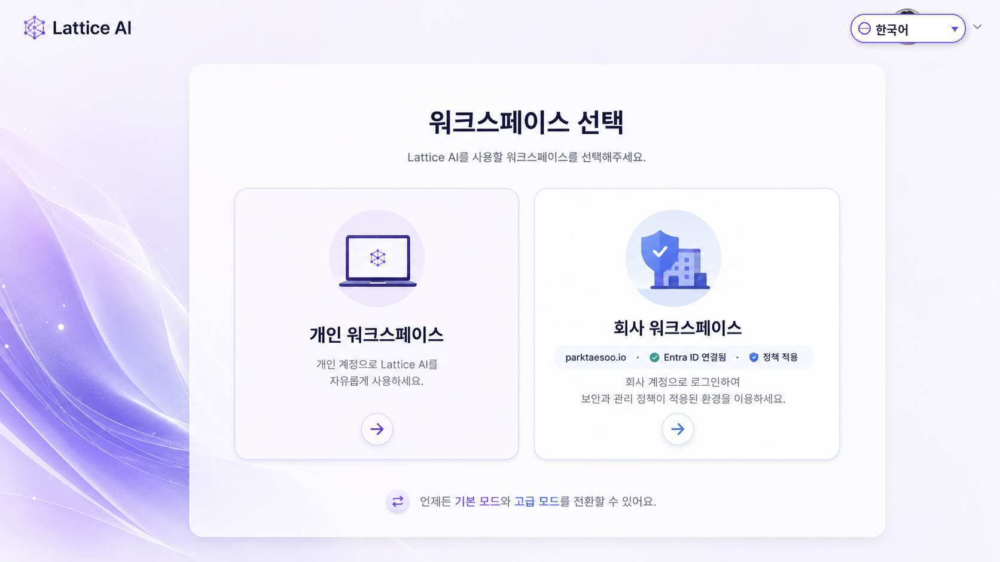 Lattice AI
한국어
워크스페이스 선택
Lattice AI를 사용할 워크스페이스를 선택해주세요.
개인 워크스페이스
개인 계정으로 Lattice AI를
자유롭게 사용하세요.
회사 워크스페이스
parktaesoo.io • Entra ID 연결됨 • 정책 적용
회사 계정으로 로그인하여
보안과 관리 정책이 적용된 환경을 이용하세요.
언제든 기본 모드와 고급 모드를 전환할 수 있어요.